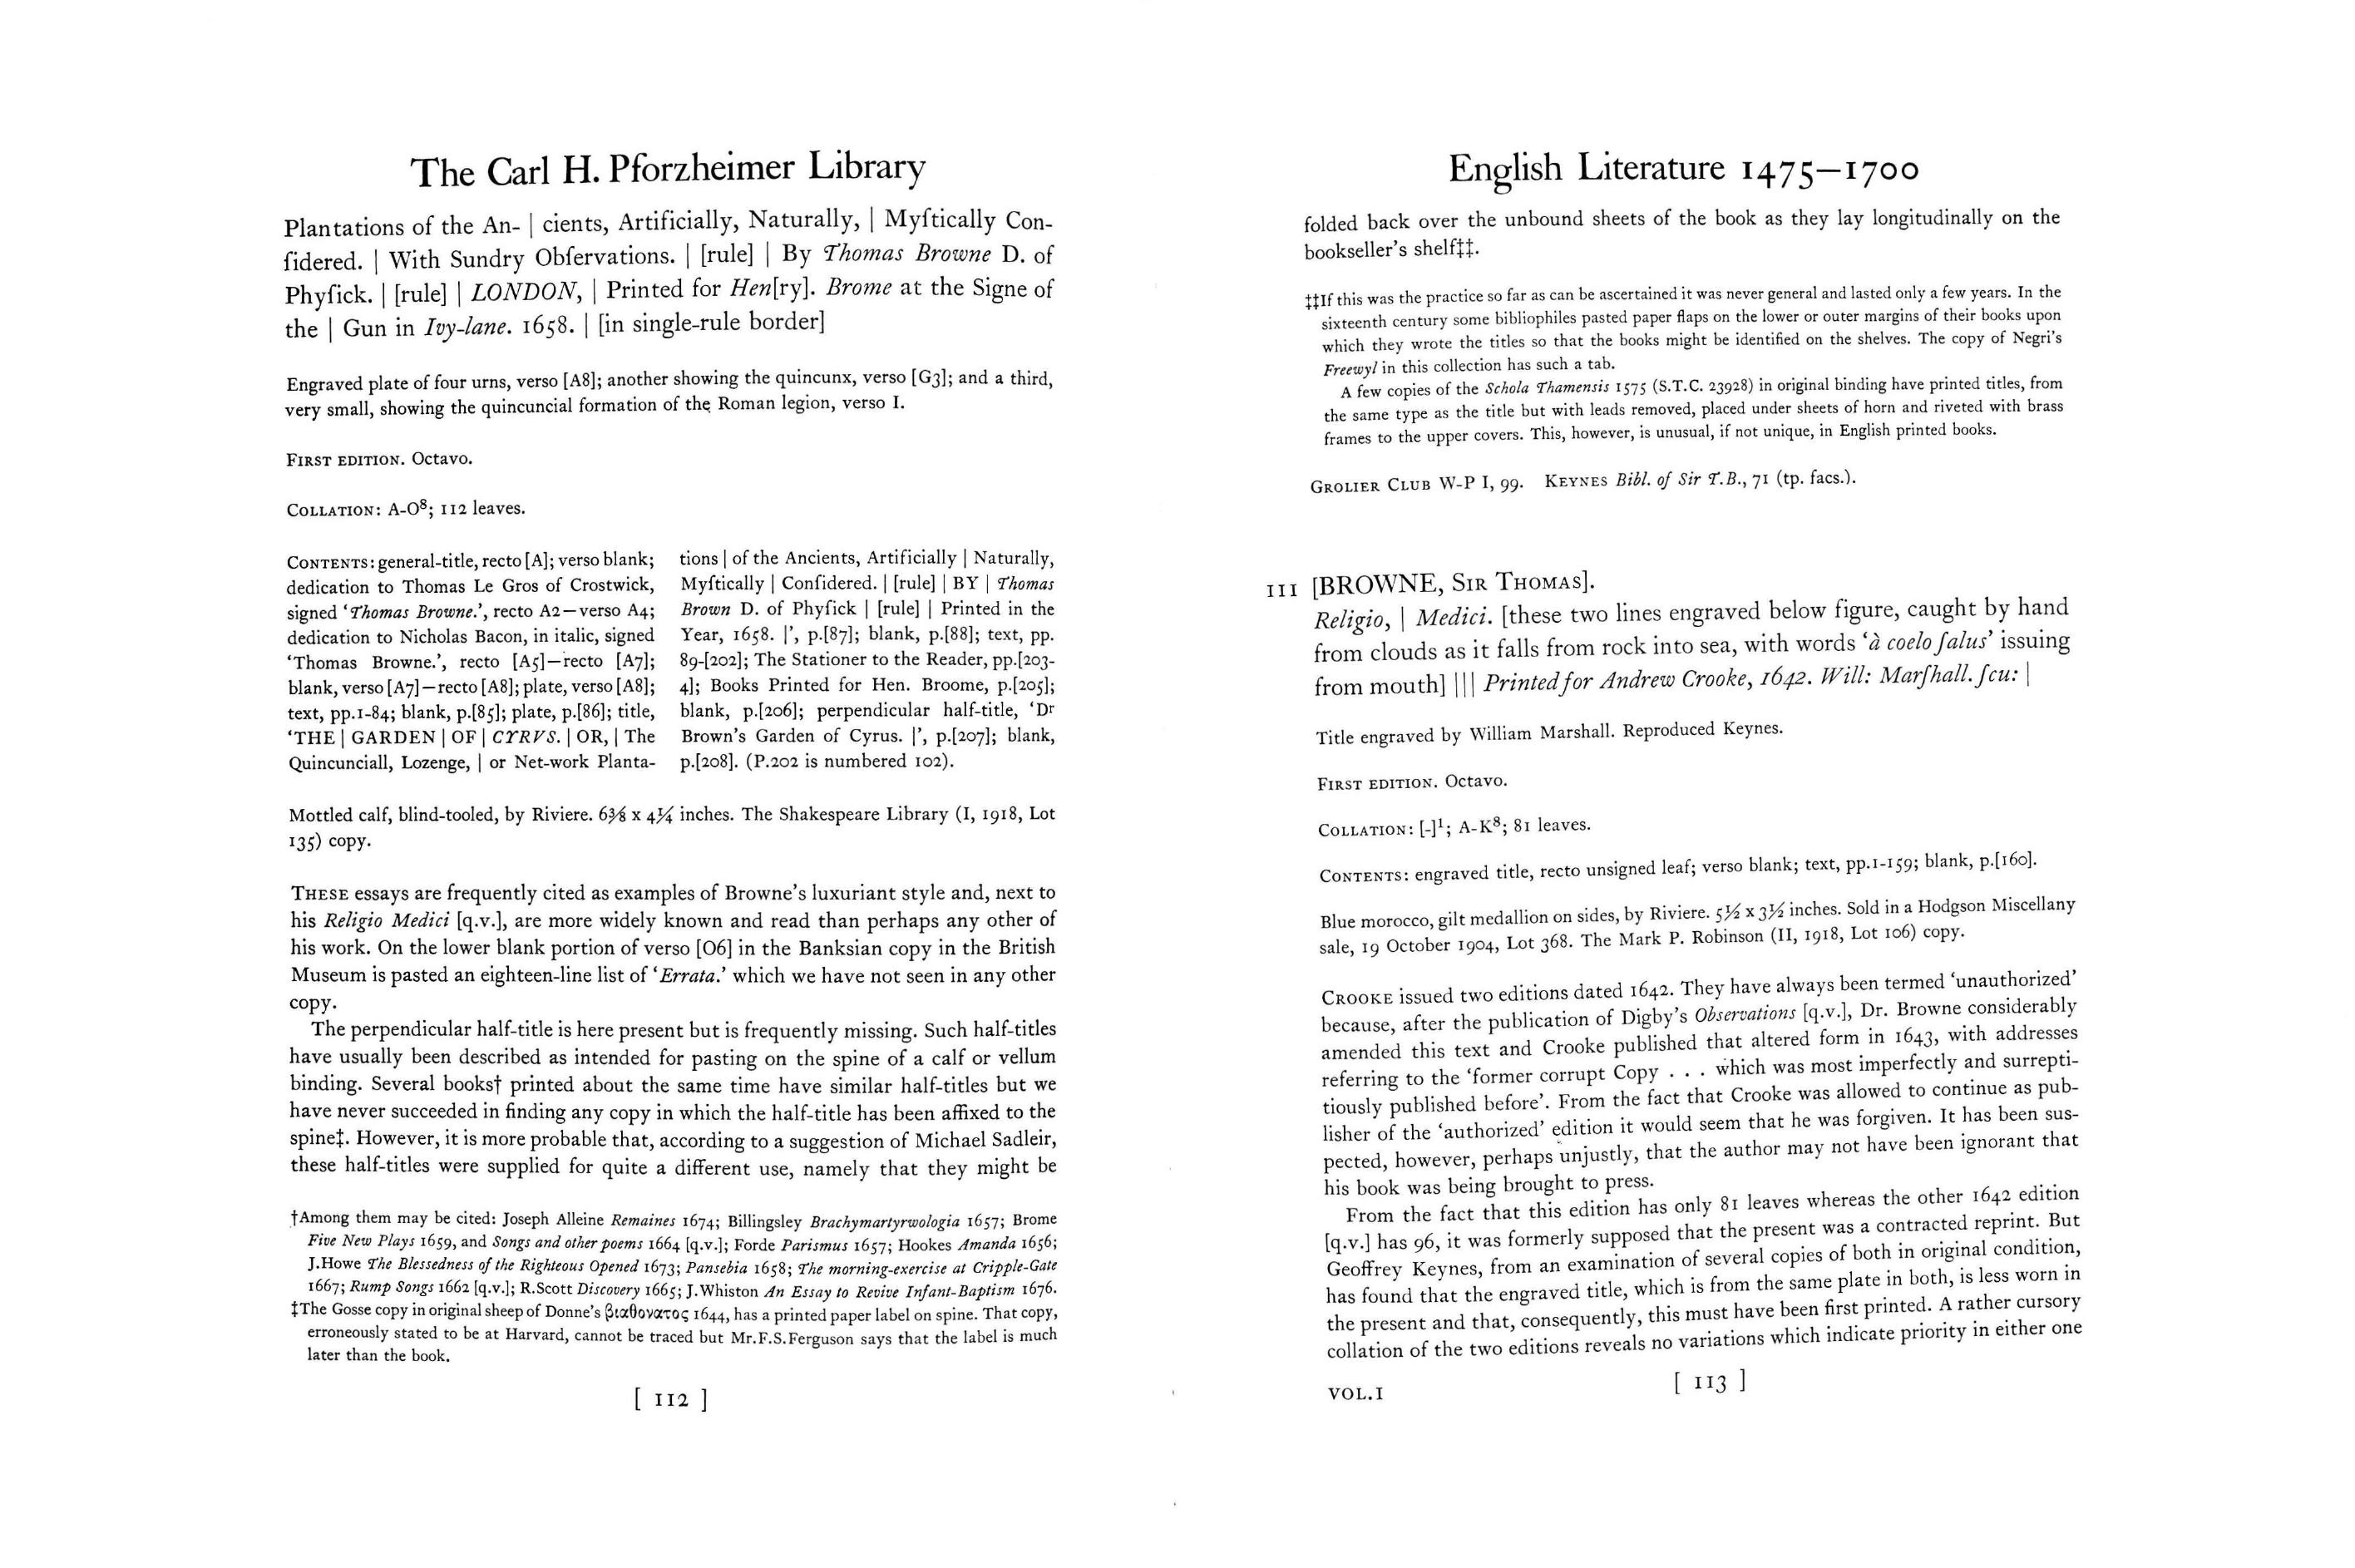 The Carl H. Pforzheimer Library
Plantations of the An- | cients, Artificially, Naturally, | Myſtically Con-
ſidered. | With Sundry Obſervations. | [rule] | By Thomas Browne D. of
Phyſick. | [rule] | LONDON, | Printed for Hen[ry]. Brome at the Signe of
the | Gun in Ivy-lane. 1658. | [in single-rule border]
Engraved plate of four urns, verso [A8]; another showing the quincunx, verso [G3]; and a third,
very small, showing the quincuncial formation of the Roman legion, verso I.
FIRST EDITION. Octavo.
COLLATION: A-O⁸; 112 leaves.
CONTENTS: general-title, recto [A]; verso blank;
dedication to Thomas Le Gros of Crostwick,
signed ‘Thomas Browne.’, recto A2—verso A4;
dedication to Nicholas Bacon, in italic, signed
‘Thomas Browne.’, recto [A5]—recto [A7];
blank, verso [A7]—recto [A8]; plate, verso [A8];
text, pp.1-84; blank, p.[85]; plate, p.[86]; title,
‘THE | GARDEN | OF | CYRVS. | OR, | The
Quincunciall, Lozenge, | or Net-work Planta-
tions | of the Ancients, Artificially | Naturally,
Myſtically | Conſidered. | [rule] | BY | Thomas
Brown D. of Phyſick | [rule] | Printed in the
Year, 1658. |’, p.[87]; blank, p.[88]; text, pp.
89-[202]; The Stationer to the Reader, pp.[203-
4]; Books Printed for Hen. Broome, p.[205];
blank, p.[206]; perpendicular half-title, ‘Dr
Brown’s Garden of Cyrus. |’, p.[207]; blank,
p.[208]. (P.202 is numbered 102).
Mottled calf, blind-tooled, by Riviere. 6⅜ x 4¼ inches. The Shakespeare Library (I, 1918, Lot
135) copy.
THESE essays are frequently cited as examples of Browne’s luxuriant style and, next to
his Religio Medici [q.v.], are more widely known and read than perhaps any other of
his work. On the lower blank portion of verso [O6] in the Banksian copy in the British
Museum is pasted an eighteen-line list of ‘Errata.’ which we have not seen in any other
copy.
The perpendicular half-title is here present but is frequently missing. Such half-titles
have usually been described as intended for pasting on the spine of a calf or vellum
binding. Several books† printed about the same time have similar half-titles but we
have never succeeded in finding any copy in which the half-title has been affixed to the
spine‡. However, it is more probable that, according to a suggestion of Michael Sadleir,
these half-titles were supplied for quite a different use, namely that they might be
†Among them may be cited: Joseph Alleine Remaines 1674; Billingsley Brachymartyrwologia 1657; Brome
Five New Plays 1659, and Songs and other poems 1664 [q.v.]; Forde Parismus 1657; Hookes Amanda 1656;
J.Howe The Blessedness of the Righteous Opened 1673; Pansebia 1658; The morning-exercise at Cripple-Gate
1667; Rump Songs 1662 [q.v.]; R.Scott Discovery 1665; J.Whiston An Essay to Revive Infant-Baptism 1676.
‡The Gosse copy in original sheep of Donne’s βιαθονατος 1644, has a printed paper label on spine. That copy,
erroneously stated to be at Harvard, cannot be traced but Mr.F.S.Ferguson says that the label is much
later than the book.
[ 112 ]
English Literature 1475—1700
folded back over the unbound sheets of the book as they lay longitudinally on the
bookseller’s shelf‡‡.
‡‡If this was the practice so far as can be ascertained it was never general and lasted only a few years. In the
sixteenth century some bibliophiles pasted paper flaps on the lower or outer margins of their books upon
which they wrote the titles so that the books might be identified on the shelves. The copy of Negri’s
Freewyl in this collection has such a tab.
A few copies of the Schola Thamensis 1575 (S.T.C. 23928) in original binding have printed titles, from
the same type as the title but with leads removed, placed under sheets of horn and riveted with brass
frames to the upper covers. This, however, is unusual, if not unique, in English printed books.
GROLIER CLUB W-P I, 99. KEYNES Bibl. of Sir T.B., 71 (tp. facs.).
111 [BROWNE, SIR THOMAS].
Religio, | Medici. [these two lines engraved below figure, caught by hand
from clouds as it falls from rock into sea, with words ‘à coelo ſalus’ issuing
from mouth] ||| Printed for Andrew Crooke, 1642. Will: Marſhall. ſcu: |
Title engraved by William Marshall. Reproduced Keynes.
FIRST EDITION. Octavo.
COLLATION: [-]¹; A-K⁸; 81 leaves.
CONTENTS: engraved title, recto unsigned leaf; verso blank; text, pp.1-159; blank, p.[160].
Blue morocco, gilt medallion on sides, by Riviere. 5½ x 3½ inches. Sold in a Hodgson Miscellany
sale, 19 October 1904, Lot 368. The Mark P. Robinson (II, 1918, Lot 106) copy.
CROOKE issued two editions dated 1642. They have always been termed ‘unauthorized’
because, after the publication of Digby’s Observations [q.v.], Dr. Browne considerably
amended this text and Crooke published that altered form in 1643, with addresses
referring to the ‘former corrupt Copy . . . which was most imperfectly and surrepti-
tiously published before’. From the fact that Crooke was allowed to continue as pub-
lisher of the ‘authorized’ edition it would seem that he was forgiven. It has been sus-
pected, however, perhaps unjustly, that the author may not have been ignorant that
his book was being brought to press.
From the fact that this edition has only 81 leaves whereas the other 1642 edition
[q.v.] has 96, it was formerly supposed that the present was a contracted reprint. But
Geoffrey Keynes, from an examination of several copies of both in original condition,
has found that the engraved title, which is from the same plate in both, is less worn in
the present and that, consequently, this must have been first printed. A rather cursory
collation of the two editions reveals no variations which indicate priority in either one
VOL.I
[ 113 ]